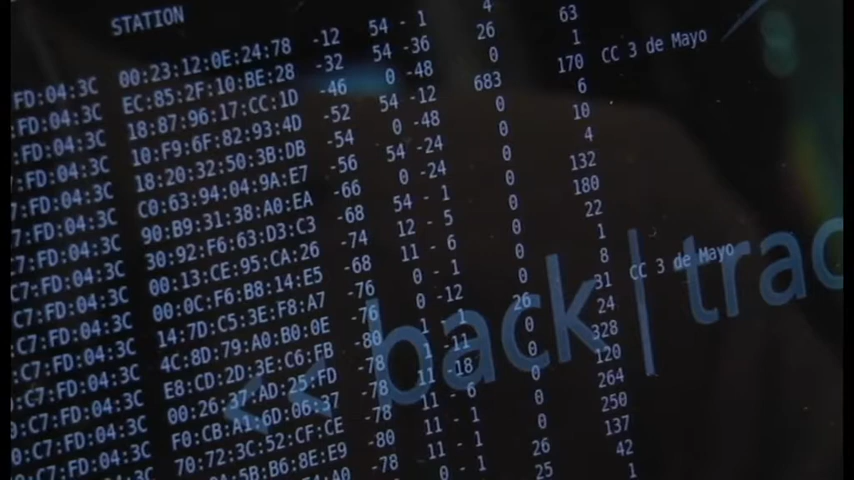 STATION
FD:04:3C 00:23:12:0E:24:78 -12 54 - 1 4
:FD:04:3C EC:85:2F:10:BE:28 -32 54 -36 26 63
:FD:04:3C 18:87:96:17:CC:1D -46 0 -48 0 1
:FD:04:3C 10:F9:6F:82:93:4D -52 54 -12 683 170 CC 3 de Mayo
7:FD:04:3C 18:20:32:50:3B:DB -54 0 -48 0 6
7:FD:04:3C C0:63:94:04:9A:E7 -56 54 -24 0 10
7:FD:04:3C 90:B9:31:38:A0:EA -66 0 -24 0 4
C7:FD:04:3C 30:92:F6:63:D3:C3 -68 54 - 1 0 132
C7:FD:04:3C 00:13:CE:95:CA:26 -74 12 - 5 0 180
C7:FD:04:3C 00:0C:F6:B8:14:E5 -68 11 - 6 0 22
:C7:FD:04:3C 14:7D:C5:3E:F8:A7 -76 0 - 1 0 1
:C7:FD:04:3C 4C:8D:79:A0:B0:0E -76 0 -12 0 8
:C7:FD:04:3C E8:CD:2D:3E:C6:FB -80 1 - 1 26 31 CC 3 de Mayo
0:C7:FD:04:3C 00:26:37:AD:25:FD -78 1 -11 0 24
0:C7:FD:04:3C F0:CB:A1:6D:06:37 -78 11 -18 0 328
:C7:FD:04:3C 70:72:3C:52:CF:CE -78 11 - 6 0 120
:5B:B6:8E:E9 -80 11 - 1 0 264
:A0 -78 11 - 1 0 250
0 - 1 26 137
25 42
1
<< back | trac